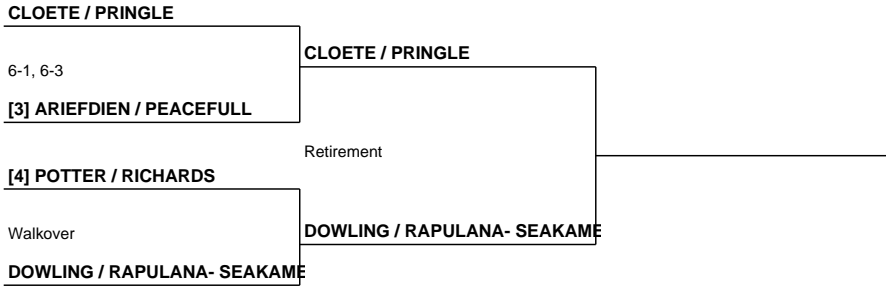 CLOETE / PRINGLE
CLOETE / PRINGLE
6-1, 6-3
[3] ARIEFDIEN / PEACEFULL
Retirement
[4] POTTER / RICHARDS
Walkover
DOWLING / RAPULANA- SEAKAME
DOWLING / RAPULANA- SEAKAME